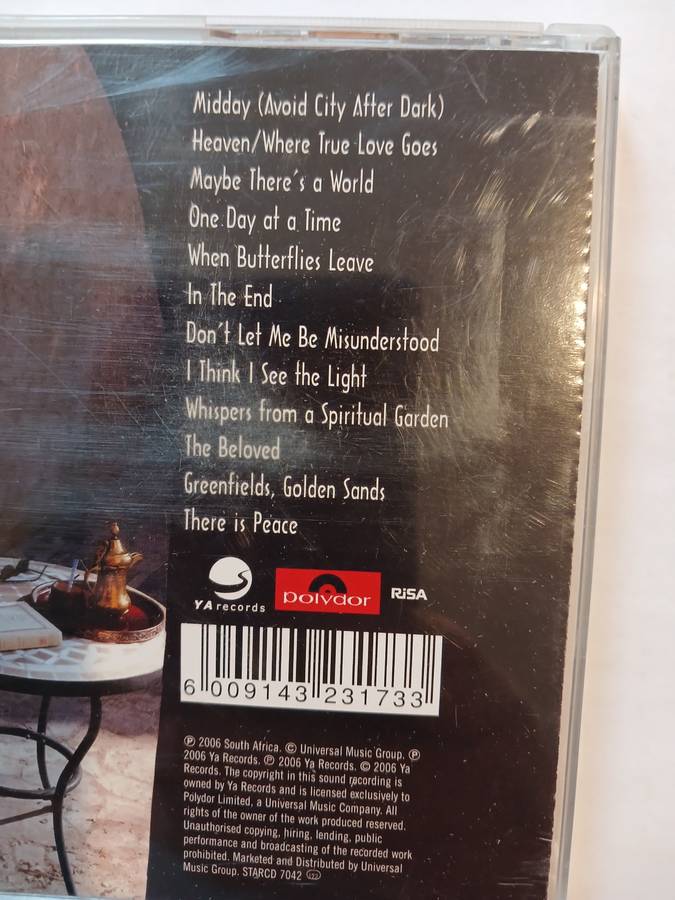 Midday (Avoid City After Dark)
Heaven/Where True Love Goes
Maybe There's a World
One Day at a Time
When Butterflies Leave
In The End
Don't Let Me Be Misunderstood
I Think I See the Light
Whispers from a Spiritual Garden
The Beloved
Greenfields, Golden Sands
There is Peace
YA records polydor RiSA
6 009143 231733
℗ 2006 South Africa. © Universal Music Group. ℗
2006 Ya Records. ℗ 2006 Ya Records. © 2006 Ya
Records. The copyright in this sound recording is
owned by Ya Records and is licensed exclusively to
Polydor Limited, a Universal Music Company. All
rights of the owner of the work produced reserved.
Unauthorised copying, hiring, lending, public
performance and broadcasting of the recorded work
prohibited. Marketed and Distributed by Universal
Music Group. STARCD 7042